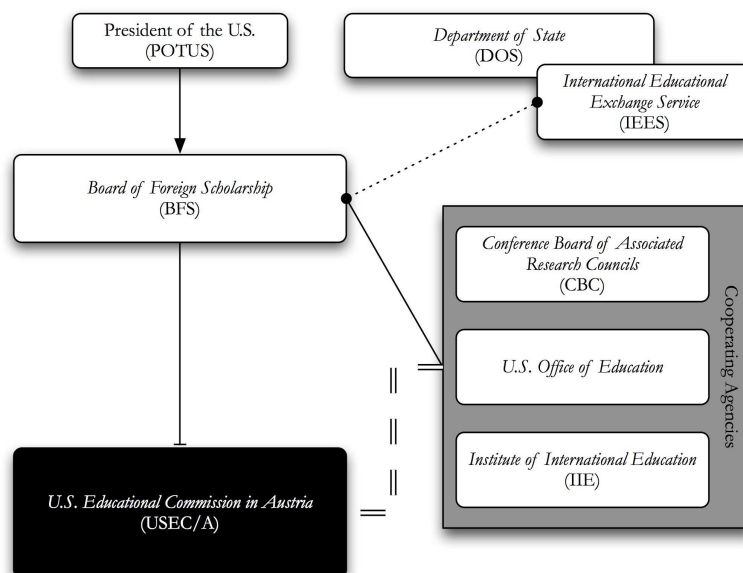 President of the U.S.
(POTUS)
Department of State
(DOS)
International Educational
Exchange Service
(IEES)
Board of Foreign Scholarship
(BFS)
Conference Board of Associated
Research Councils
(CBC)
U.S. Office of Education
Institute of International Education
(IIE)
Cooperating Agencies
U.S. Educational Commission in Austria
(USEC/A)